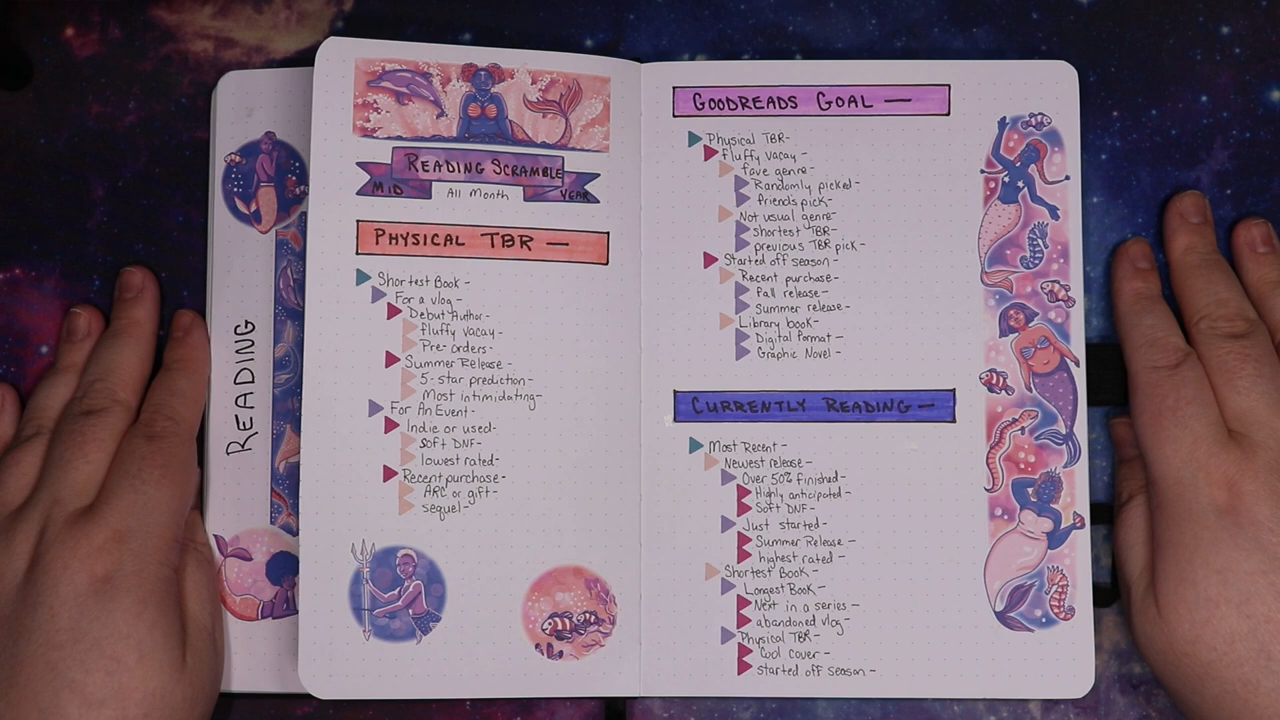 READING
READING SCRAMBLE
MID
All Month
YEAR
PHYSICAL TBR —
Shortest Book -
For a vlog -
Debut Author-
fluffy vacay -
Pre-orders-
Summer Release -
5-star prediction-
Most intimidating-
For An Event-
Indie or used-
Soft DNF-
lowest rated-
Recent purchase-
ARC or gift-
sequel-
GOODREADS GOAL —
Physical TBR-
fluffy vacay -
fave genre-
Randomly picked-
friends pick-
Not usual genre-
shortest TBR-
previous TBR pick-
Started off season-
Recent purchase-
fall release-
Summer release-
Library book-
Digital Format-
Graphic Novel -
CURRENTLY READING —
Most Recent -
Newest release-
Over 50% finished-
Highly anticipated-
Soft DNF-
Just started-
Summer Release -
highest rated-
Shortest Book -
Longest Book-
Next in a series -
abandoned vlog-
Physical TBR-
Cool cover -
started off season -